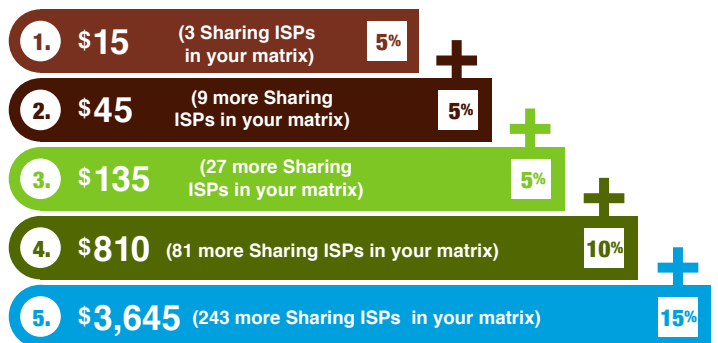 1. $15 (3 Sharing ISPs
in your matrix) 5%
2. $45 (9 more Sharing
ISPs in your matrix) 5%
3. $135 (27 more Sharing
ISPs in your matrix) 5%
4. $810 (81 more Sharing ISPs in your matrix) 10%
5. $3,645 (243 more Sharing ISPs in your matrix) 15%